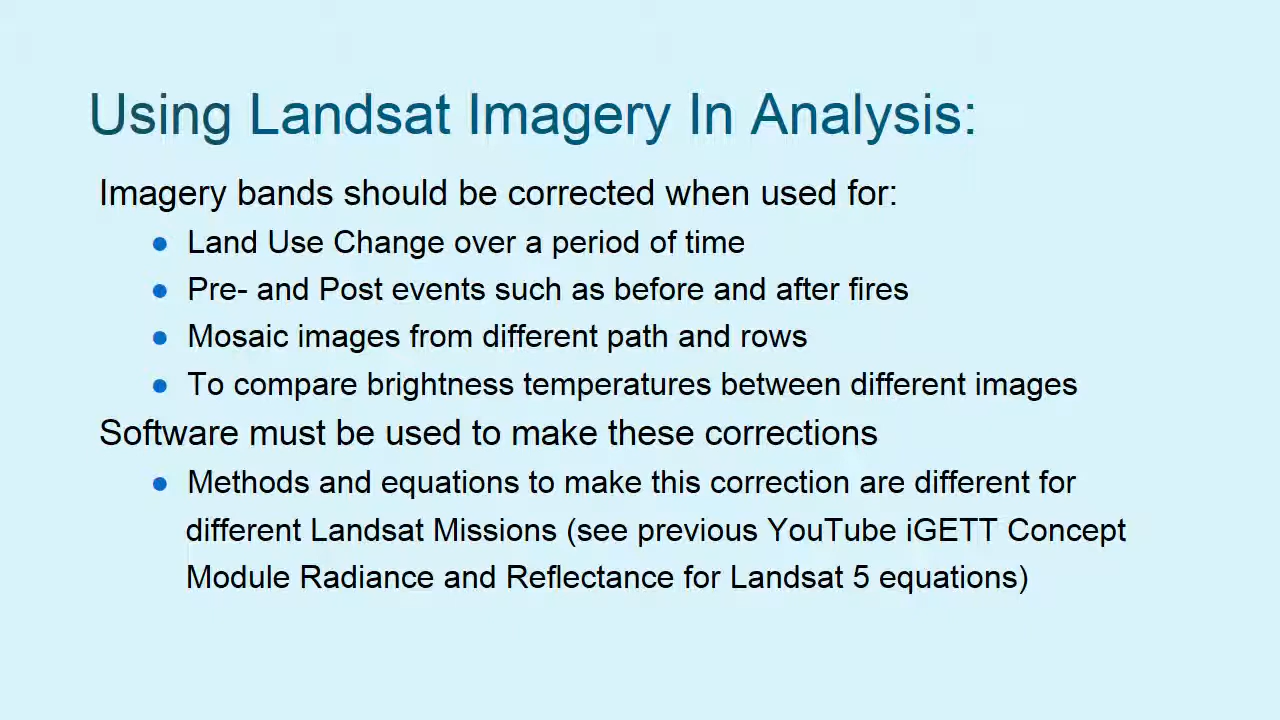 Using Landsat Imagery In Analysis:
Imagery bands should be corrected when used for:
● Land Use Change over a period of time
● Pre- and Post events such as before and after fires
● Mosaic images from different path and rows
● To compare brightness temperatures between different images
Software must be used to make these corrections
● Methods and equations to make this correction are different for
different Landsat Missions (see previous YouTube iGETT Concept
Module Radiance and Reflectance for Landsat 5 equations)